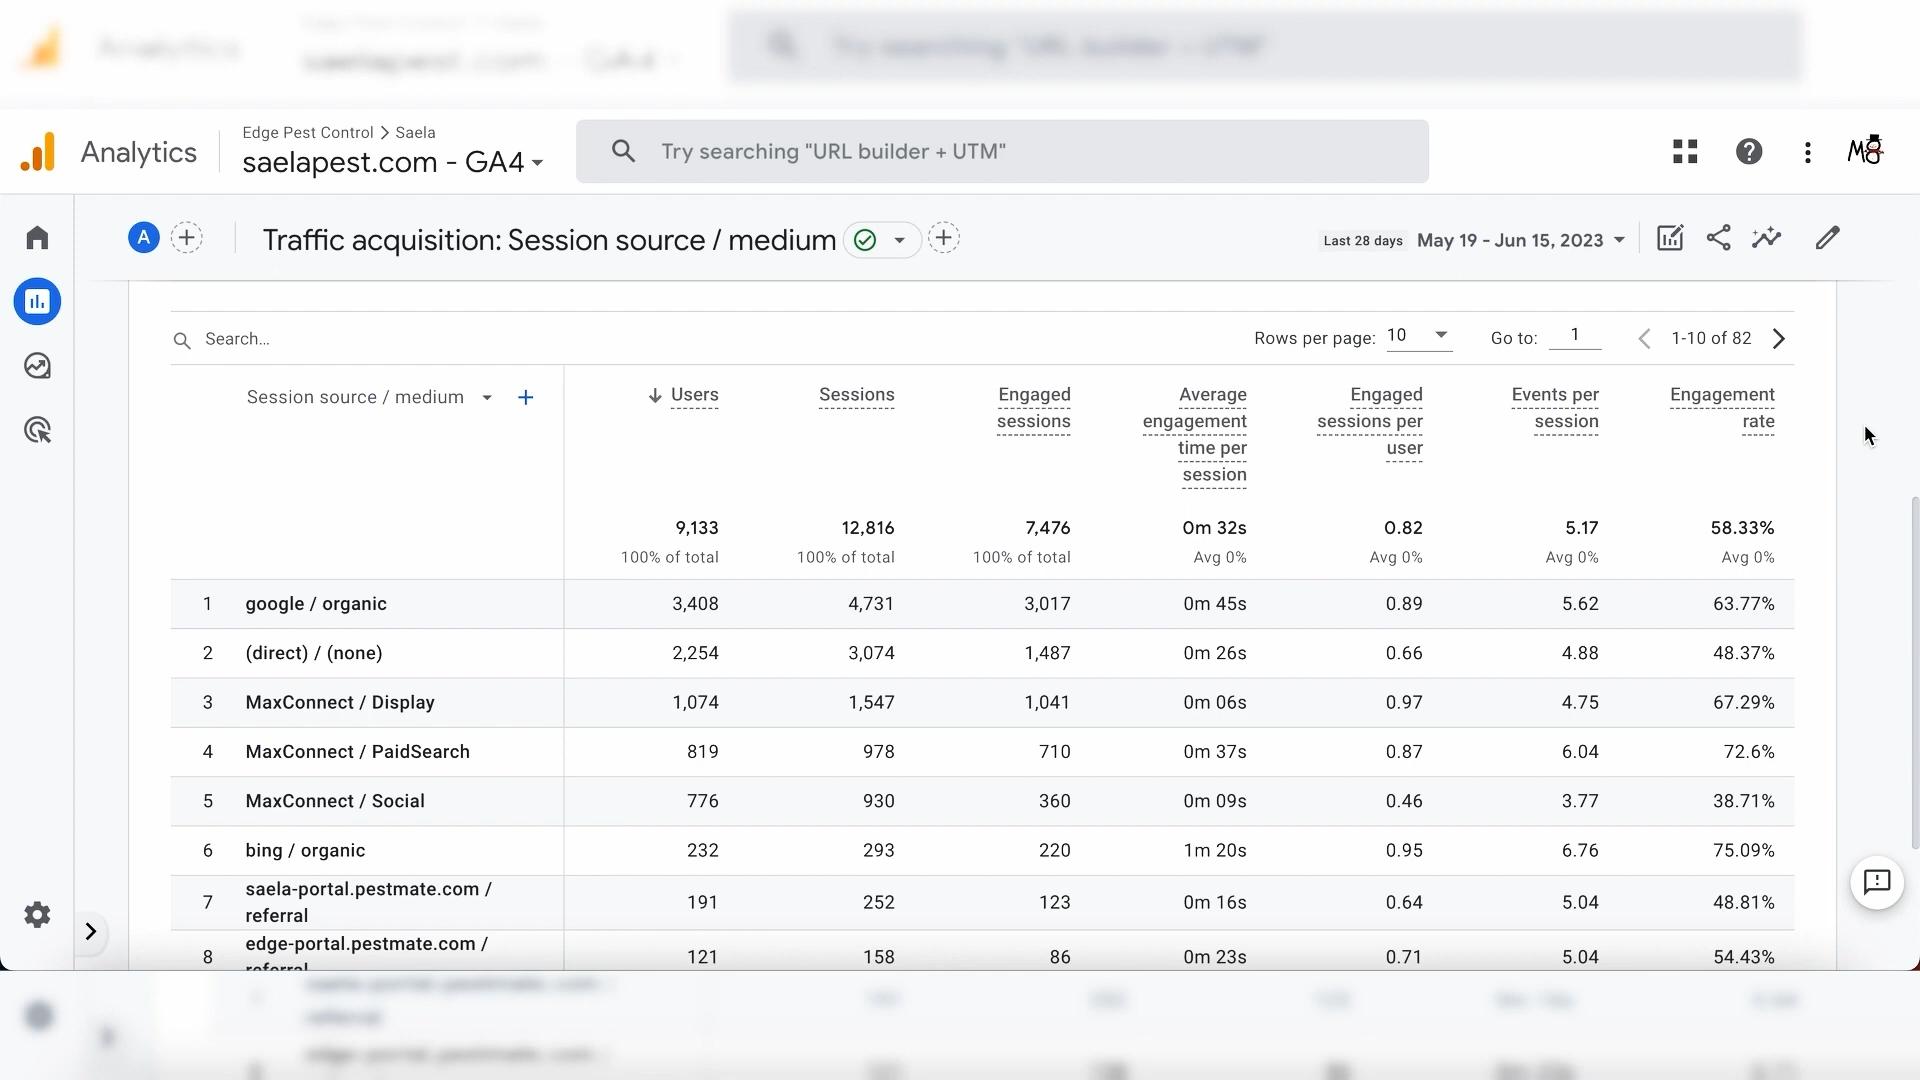 Analytics
Edge Pest Control > Saela
saelapest.com - GA4
Try searching "URL builder + UTM"
A
Traffic acquisition: Session source / medium
Last 28 days May 19 - Jun 15, 2023
Search...
Rows per page: 10
Go to: 1
1-10 of 82
Session source / medium
Users
Sessions
Engaged sessions
Average engagement time per session
Engaged sessions per user
Events per session
Engagement rate
9,133 12,816 7,476 0m 32s 0.82 5.17 58.33%
100% of total 100% of total 100% of total Avg 0% Avg 0% Avg 0% Avg 0%
1 google / organic 3,408 4,731 3,017 0m 45s 0.89 5.62 63.77%
2 (direct) / (none) 2,254 3,074 1,487 0m 26s 0.66 4.88 48.37%
3 MaxConnect / Display 1,074 1,547 1,041 0m 06s 0.97 4.75 67.29%
4 MaxConnect / PaidSearch 819 978 710 0m 37s 0.87 6.04 72.6%
5 MaxConnect / Social 776 930 360 0m 09s 0.46 3.77 38.71%
6 bing / organic 232 293 220 1m 20s 0.95 6.76 75.09%
7 saela-portal.pestmate.com / referral 191 252 123 0m 16s 0.64 5.04 48.81%
8 edge-portal.pestmate.com / referral 121 158 86 0m 23s 0.71 5.04 54.43%